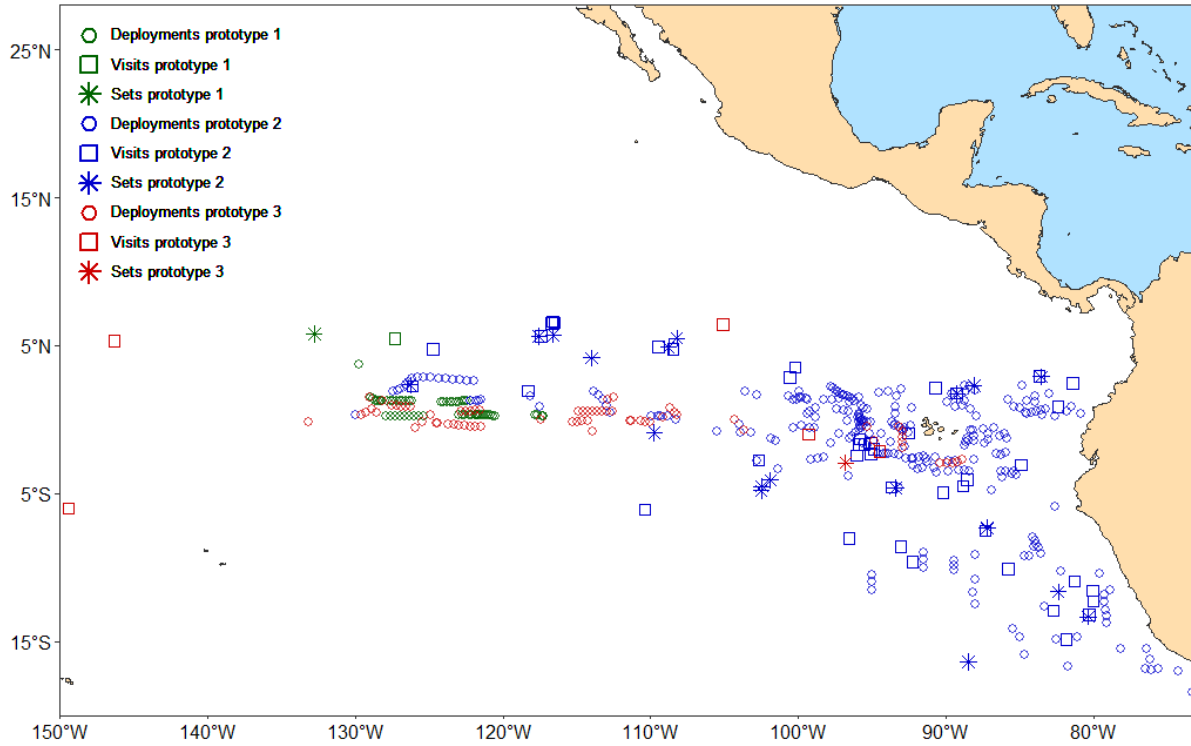 25°N
15°N
5°N
5°S
15°S
Deployments prototype 1
Visits prototype 1
Sets prototype 1
Deployments prototype 2
Visits prototype 2
Sets prototype 2
Deployments prototype 3
Visits prototype 3
Sets prototype 3
150°W 140°W 130°W 120°W 110°W 100°W 90°W 80°W